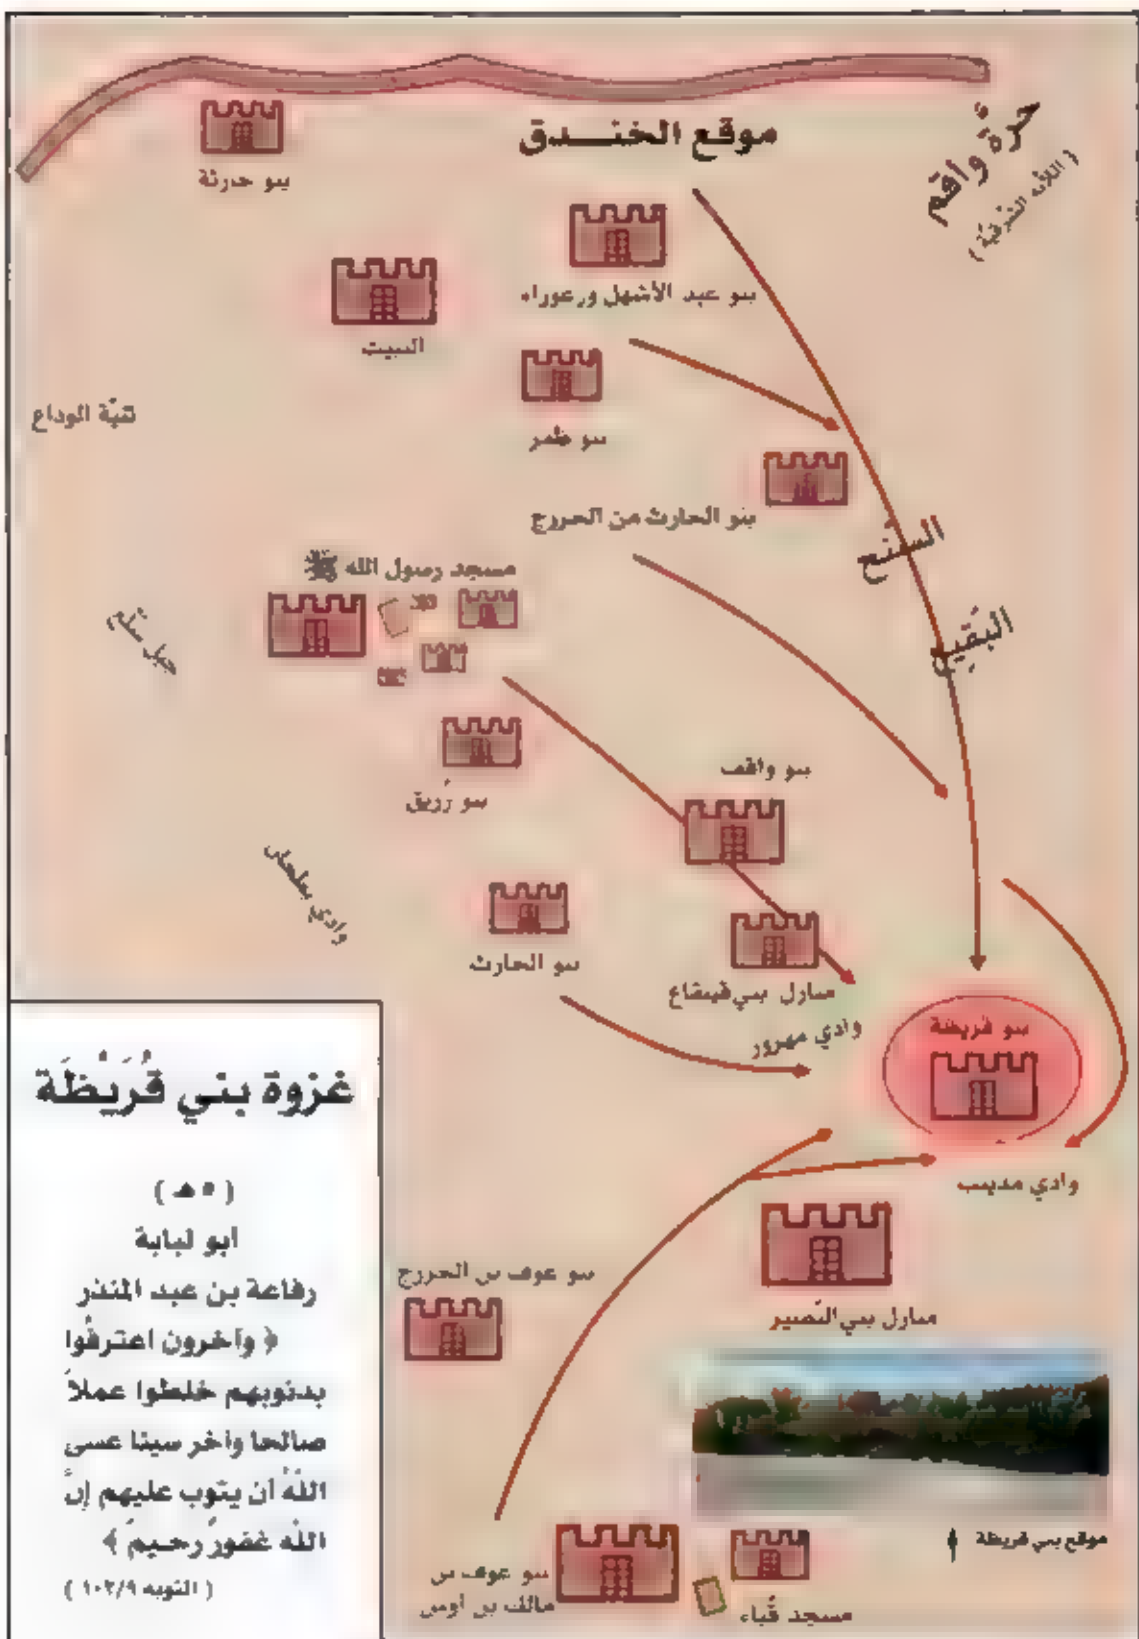 موقع الخندق
حرة واقم
( اللابة الشرقية )
بنو حارثة
بنو عبد الأشهل وزعوراء
النبيت
ثنية الوداع
بنو ظفر
بنو الحارث من الخزرج
السنح
مسجد رسول الله ﷺ
البقيع
جبل سلع
بنو واقف
بنو زريق
وادي بطحان
بنو الحارث
منازل بني قينقاع
وادي مهزور
بنو قريظة
وادي مذينب
منازل بني النضير
بنو عوف بن الخزرج
موقع بني قريظة
بنو عوف بن
مالك بن أوس
مسجد قباء
غزوة بني قُرَيْظَة
( ٥ هـ )
أبو لبابة
رفاعة بن عبد المنذر
﴿ وآخرون اعترفوا
بذنوبهم خلطوا عملاً
صالحا وآخر سيئا عسى
اللهُ أن يتوب عليهم إنَّ
الله غفورٌ رحيمٌ ﴾
( التوبة ١٠٢/٩ )